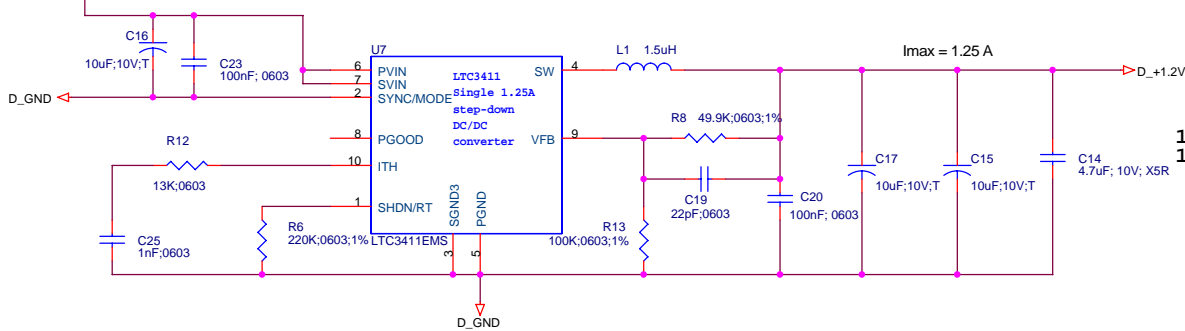 C16
10uF;10V;T
C23
100nF; 0603
U7
L1 1.5uH
Imax = 1.25 A
6 PVIN
7 SVIN
2 SYNC/MODE
8 PGOOD
10 ITH
1 SHDN/RT
LTC3411
Single 1.25A
step-down
DC/DC
converter
SW 4
VFB 9
SGND3 3
PGND 5
LTC3411EMS
D_+1.2V
D_GND
R8 49.9K;0603;1%
R12
13K;0603
C19
22pF;0603
C20
100nF; 0603
C17
10uF;10V;T
C15
10uF;10V;T
C14
4.7uF; 10V; X5R
1
1
R6
220K;0603;1%
R13
100K;0603;1%
C25
1nF;0603
D_GND